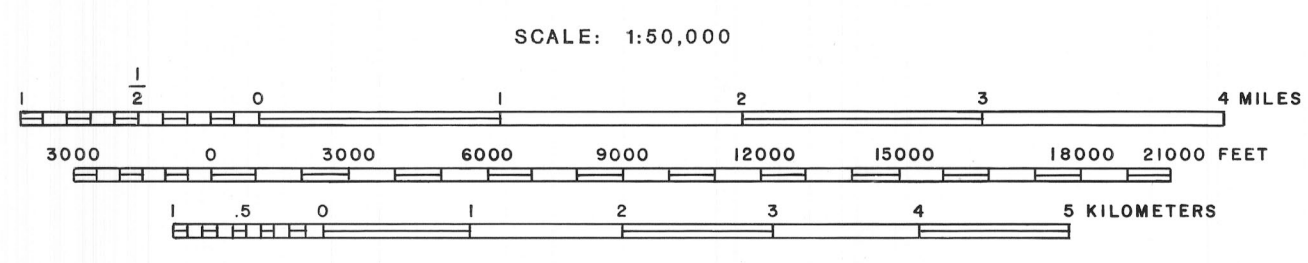 SCALE: 1:50,000
1 1/2 0 1 2 3 4 MILES
3000 0 3000 6000 9000 12000 15000 18000 21000 FEET
1 .5 0 1 2 3 4 5 KILOMETERS